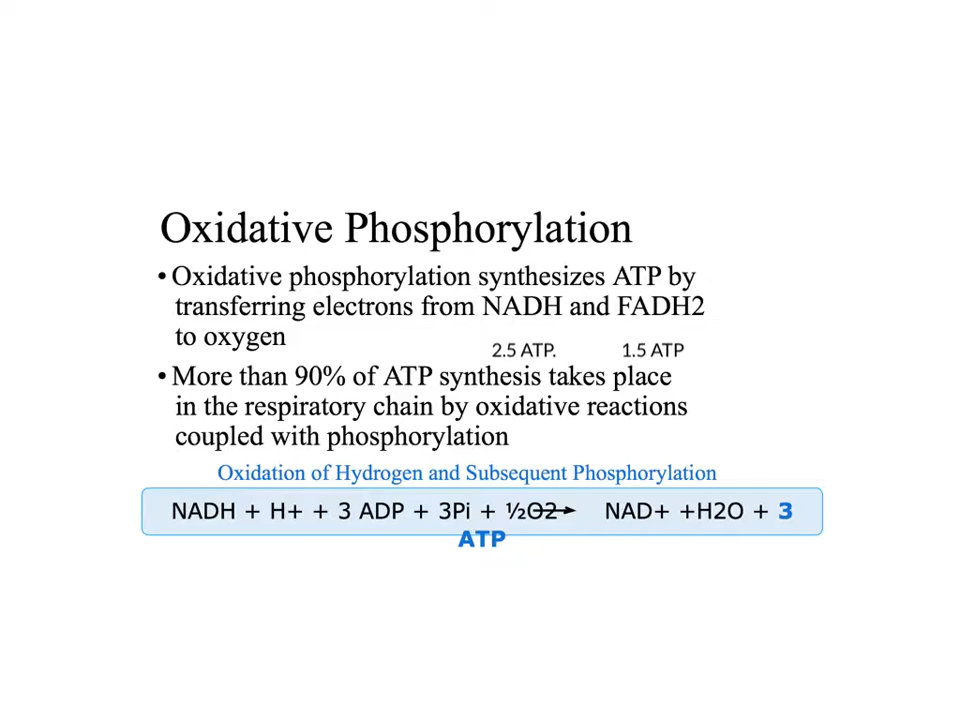 Oxidative Phosphorylation
• Oxidative phosphorylation synthesizes ATP by
transferring electrons from NADH and FADH2
to oxygen
2.5 ATP. 1.5 ATP
• More than 90% of ATP synthesis takes place
in the respiratory chain by oxidative reactions
coupled with phosphorylation
Oxidation of Hydrogen and Subsequent Phosphorylation
NADH + H+ + 3 ADP + 3Pi + ½O2 → NAD+ +H2O + 3
ATP